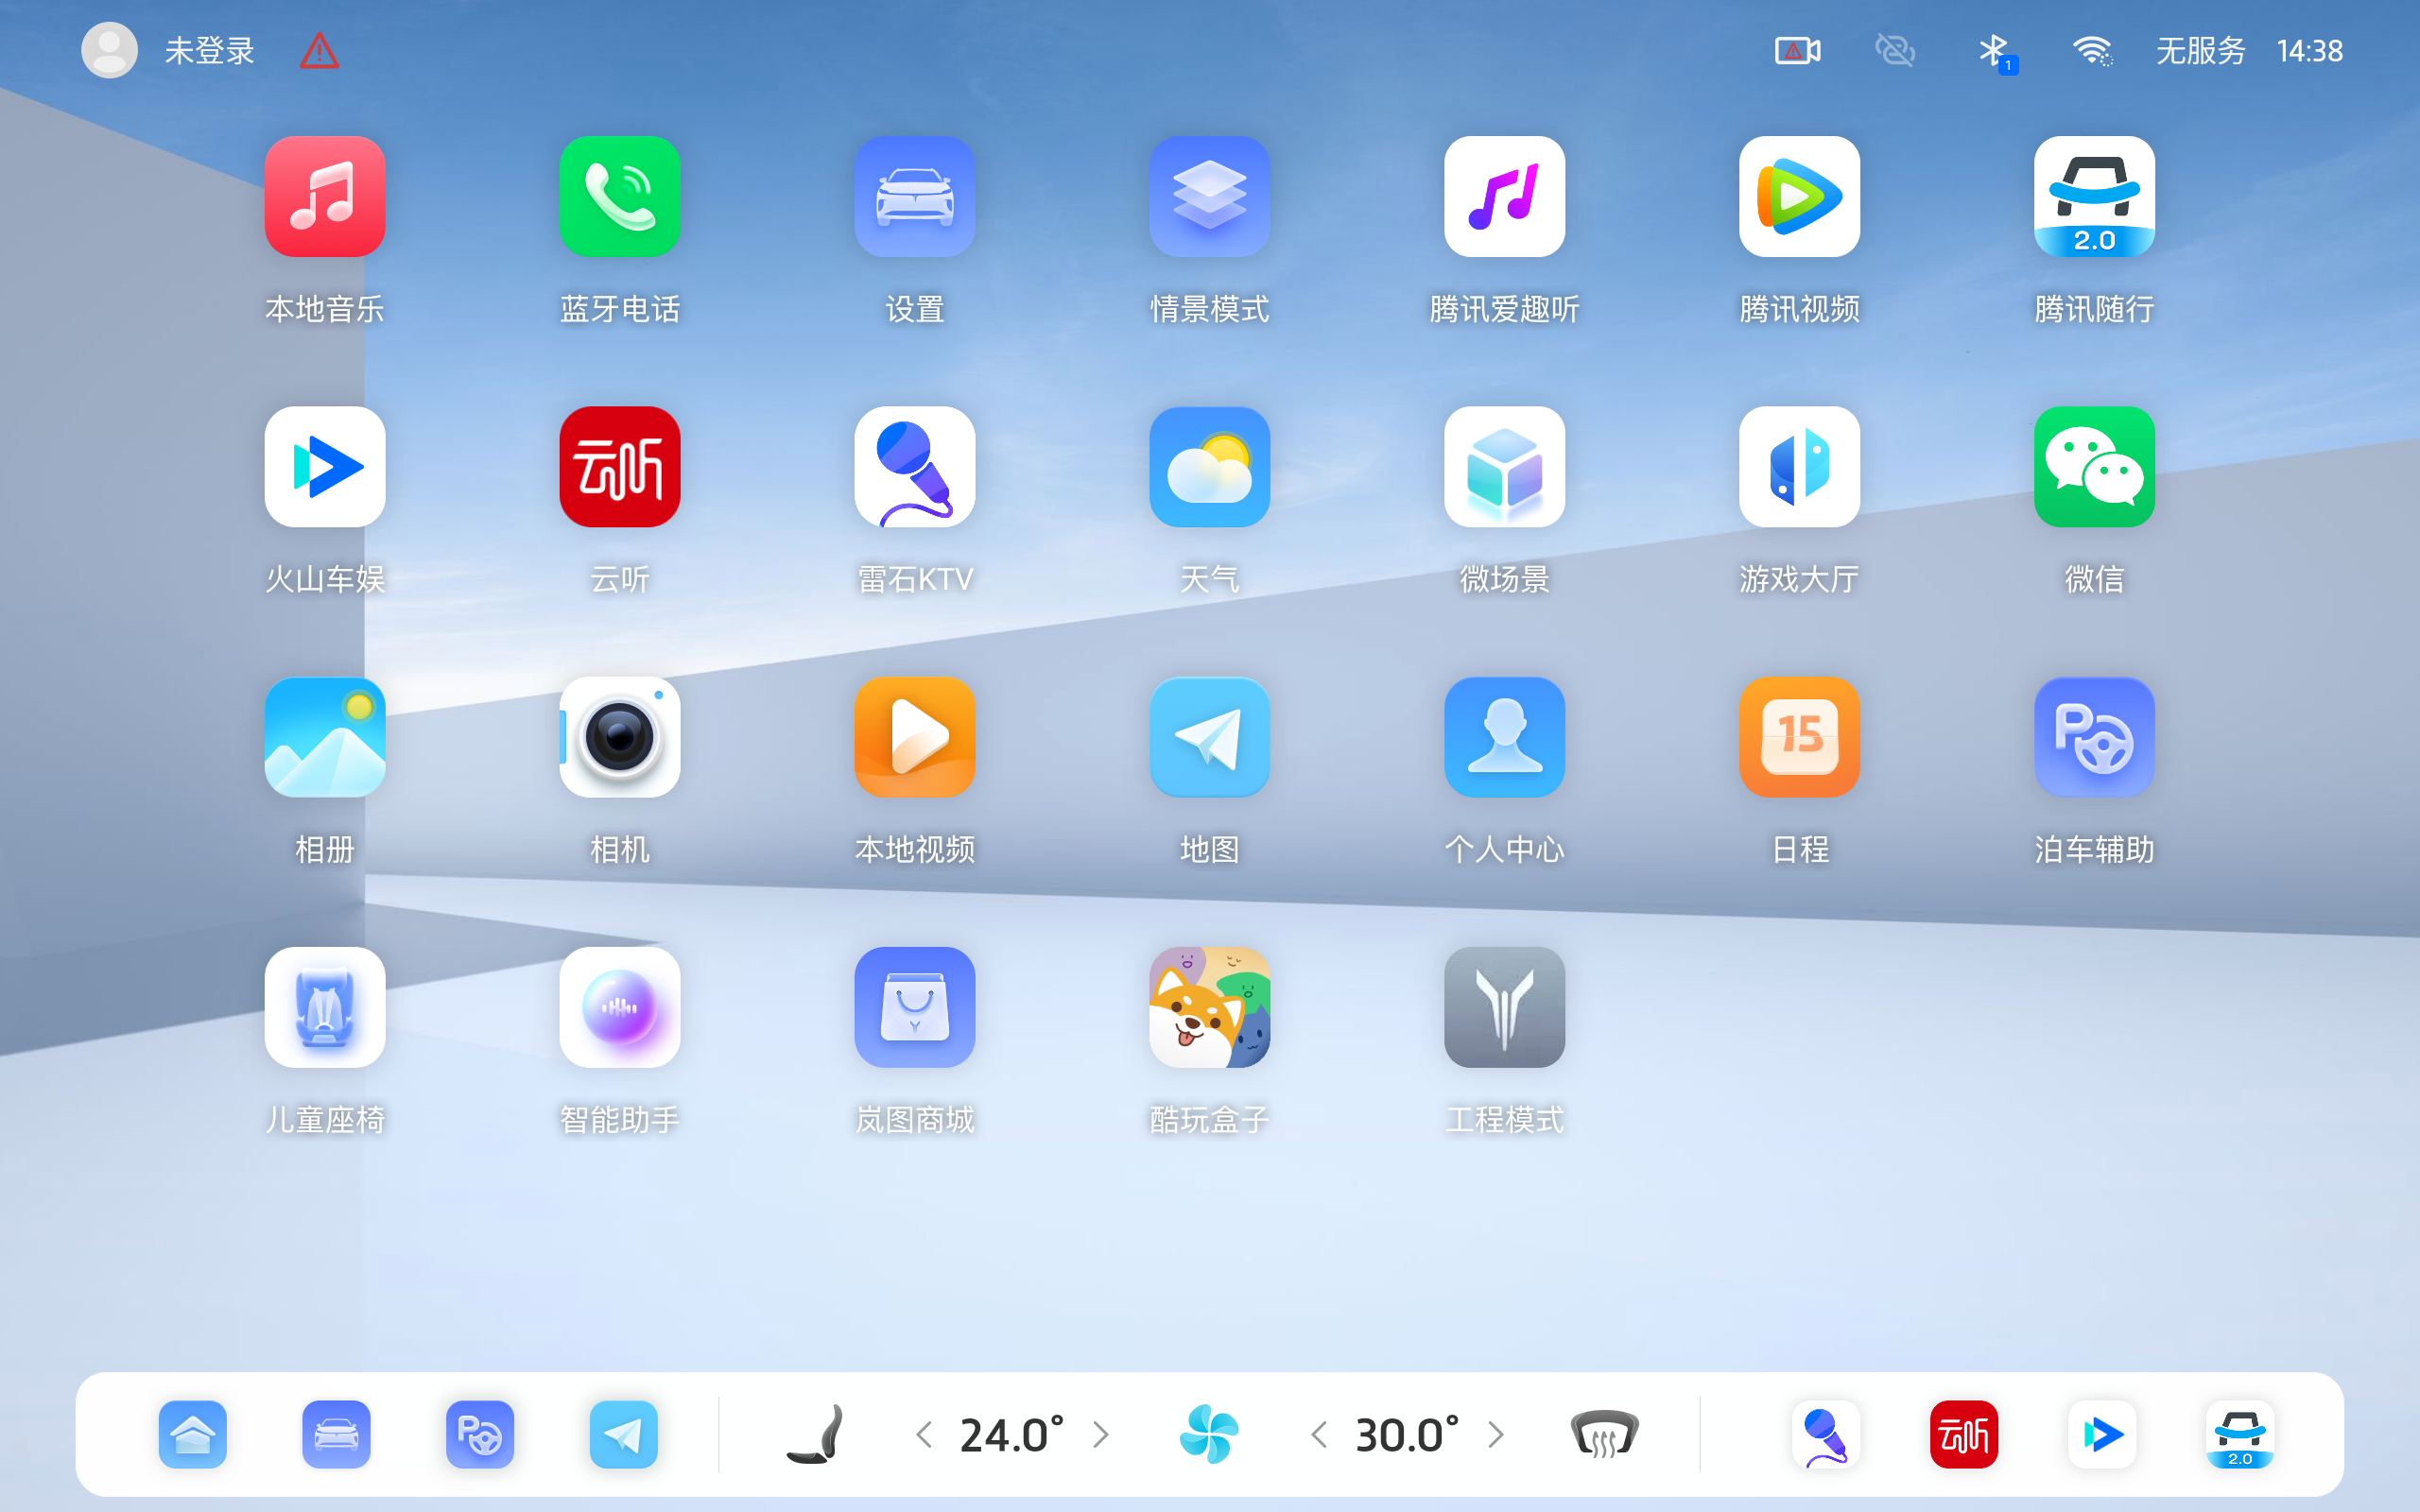 未登录
1
无服务 14:38
2.0
本地音乐 蓝牙电话 设置 情景模式 腾讯爱趣听 腾讯视频 腾讯随行
云听
火山车娱 云听 雷石KTV 天气 微场景 游戏大厅 微信
15 P
相册 相机 本地视频 地图 个人中心 日程 泊车辅助
儿童座椅 智能助手 岚图商城 酷玩盒子 工程模式
P 24.0° 30.0° 云听 2.0